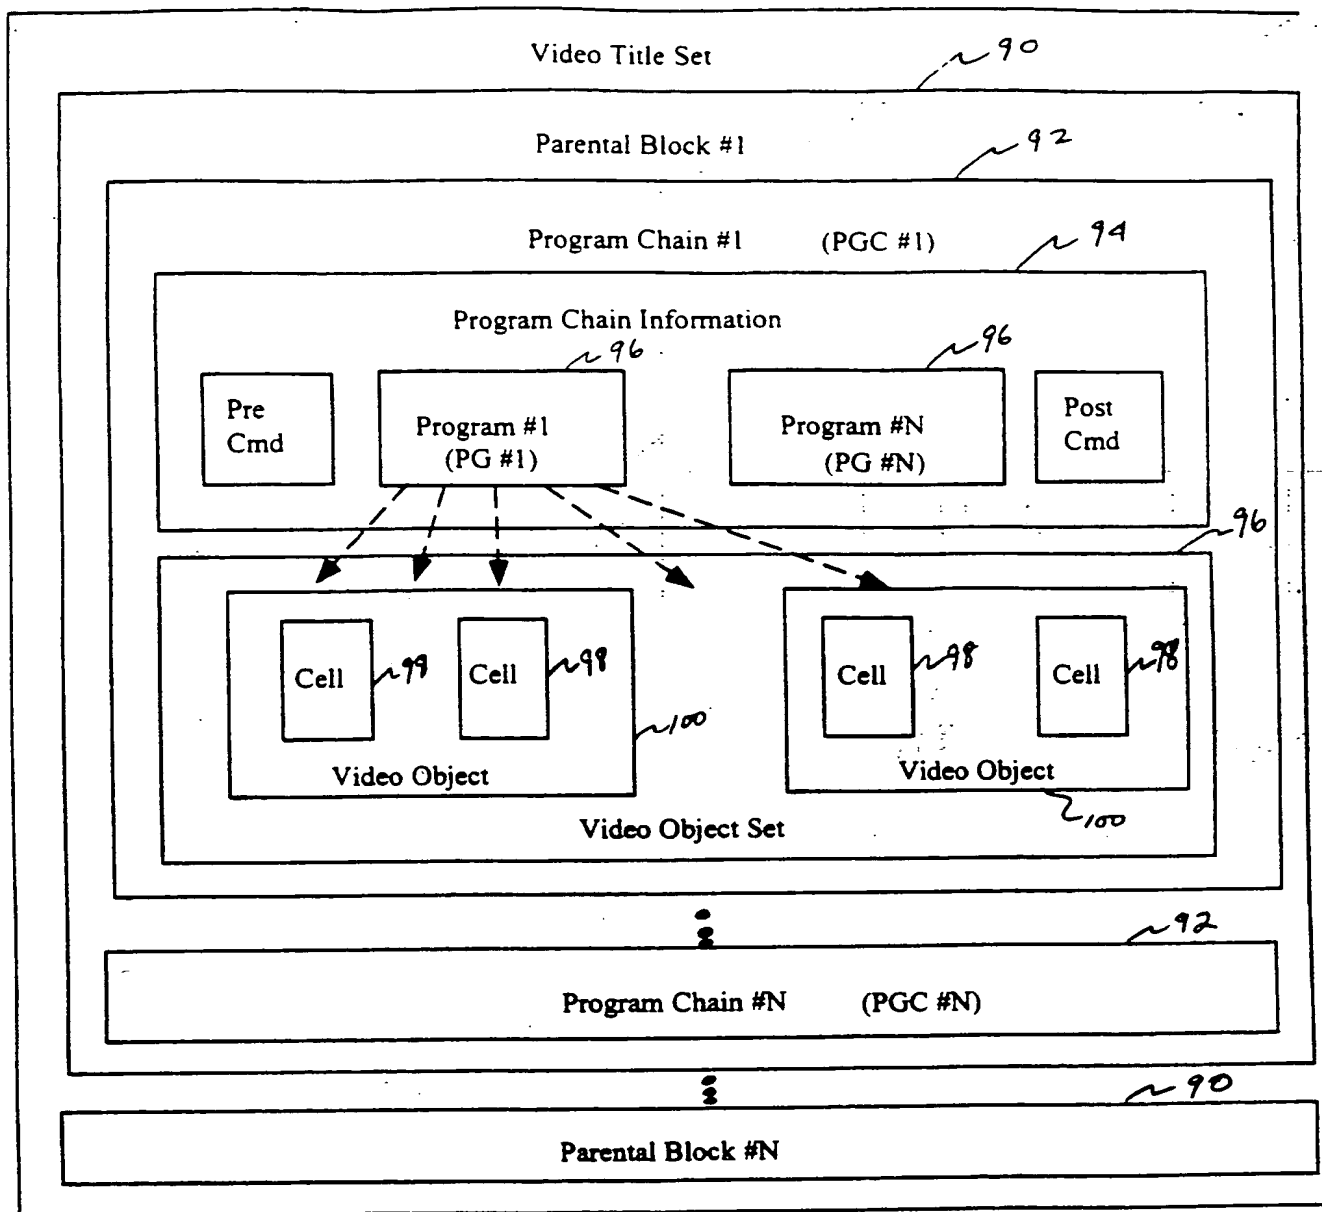 Video Title Set
90
Parental Block #1
92
Program Chain #1 (PGC #1)
94
Program Chain Information
96
96
Pre
Cmd
Program #1
(PG #1)
Program #N
(PG #N)
Post
Cmd
96
Cell
98
Cell
98
Cell
98
Cell
98
100
Video Object
Video Object
100
Video Object Set
92
Program Chain #N (PGC #N)
90
Parental Block #N